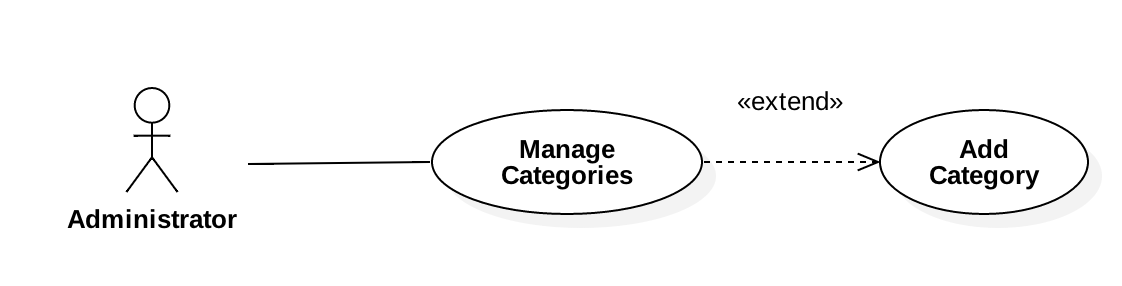 «extend»
Manage
Categories
Add
Category
Administrator